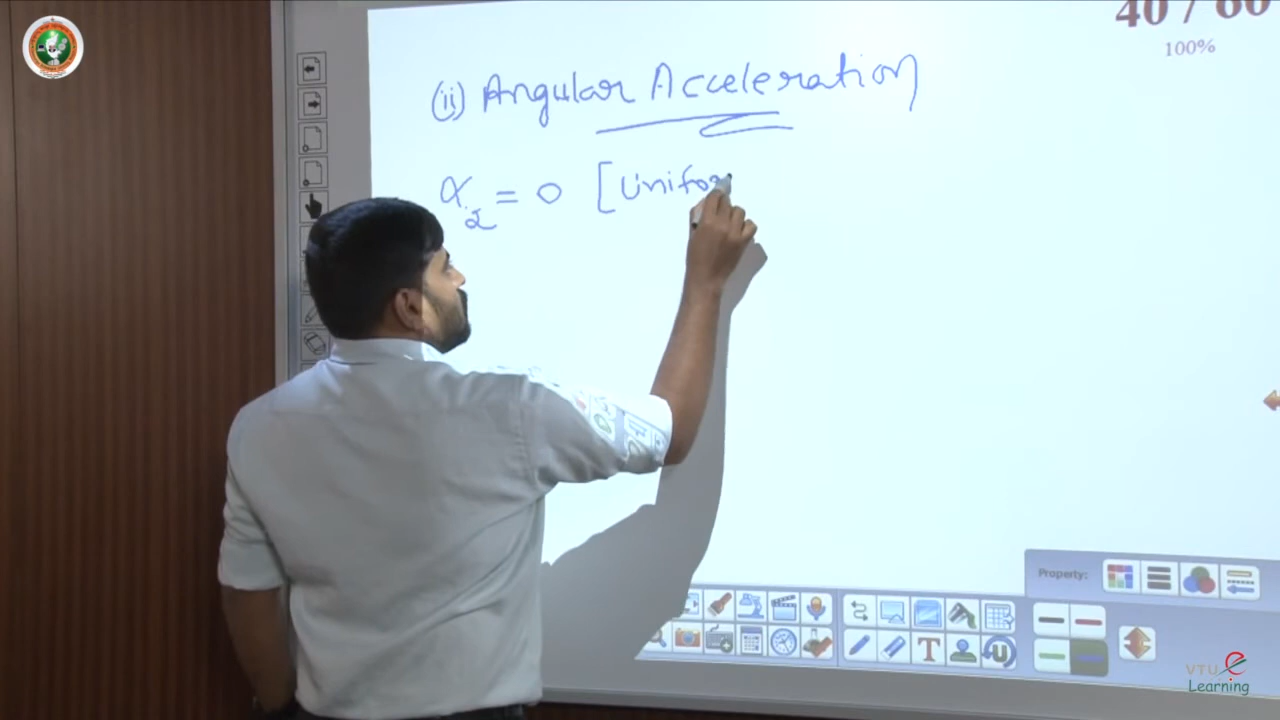 40 / 60
100%
(ii) Angular Acceleration
α₂ = 0 [Unifor
Property:
T
U
VTU e
Learning